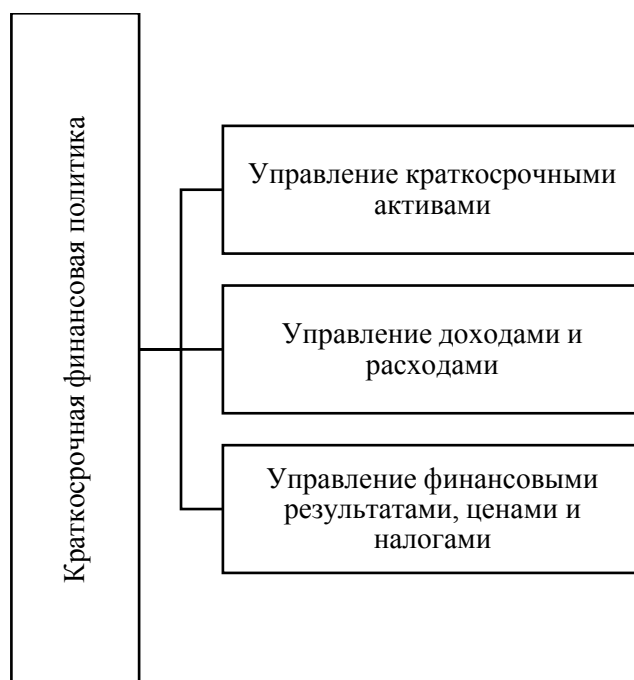 Краткосрочная финансовая политика
Управление краткосрочными
активами
Управление доходами и
расходами
Управление финансовыми
результатами, ценами и
налогами